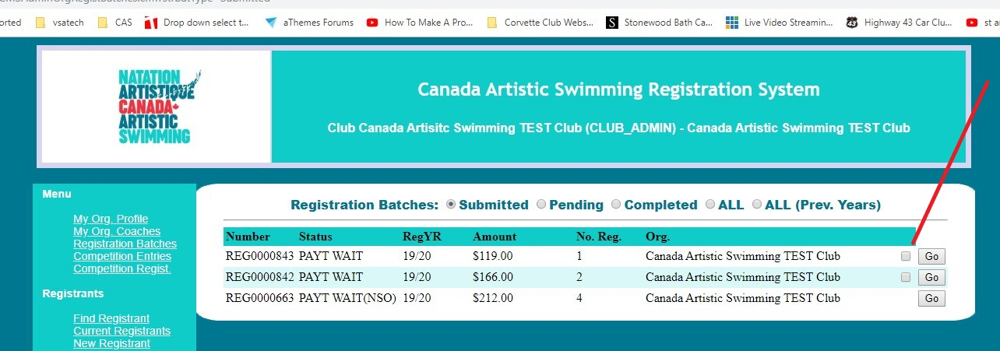 orted vsatech CAS Drop down select t... aThemes Forums How To Make A Pro... Corvette Club Webs... S Stonewood Bath Ca... Live Video Streamin... 43 Highway 43 Car Clu... st a
NATATION
ARTISTIQUE
CANADA
ARTISTIC
SWIMMING
Canada Artistic Swimming Registration System
Club Canada Artisitc Swimming TEST Club (CLUB_ADMIN) - Canada Artistic Swimming TEST Club
Menu
My Org. Profile
My Org. Coaches
Registration Batches
Competition Entries
Competition Regist.
Registrants
Find Registrant
Current Registrants
New Registrant
Registration Batches: Submitted Pending Completed ALL ALL (Prev. Years)
Number Status RegYR Amount No. Reg. Org.
REG0000843 PAYT WAIT 19/20 $119.00 1 Canada Artistic Swimming TEST Club Go
REG0000842 PAYT WAIT 19/20 $166.00 2 Canada Artistic Swimming TEST Club Go
REG0000663 PAYT WAIT(NSO) 19/20 $212.00 4 Canada Artistic Swimming TEST Club Go